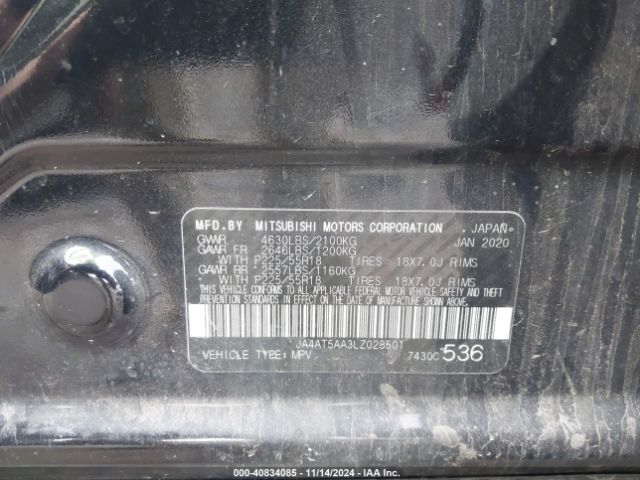 MFD.BY MITSUBISHI MOTORS CORPORATION , JAPAN
GVWR 4630LBS/2100KG JAN 2020
GAWR FR 2646LBS/1200KG
WITH P225/55R18 TIRES 18X7.0J RIMS
GAWR RR 2557LBS/1160KG
WITH P225/55R18 TIRES 18X7.0J RIMS
THIS VEHICLE CONFORMS TO ALL APPLICABLE FEDERAL MOTOR VEHICLE SAFETY AND THEFT
PREVENTION STANDARDS IN EFFECT ON THE DATE OF MANUFACTURE SHOWN ABOVE.
JA4AT5AA3LZ028501
VEHICLE TYPE: MPV 7430C 536
000-40834085 - 11/14/2024 - IAA Inc.